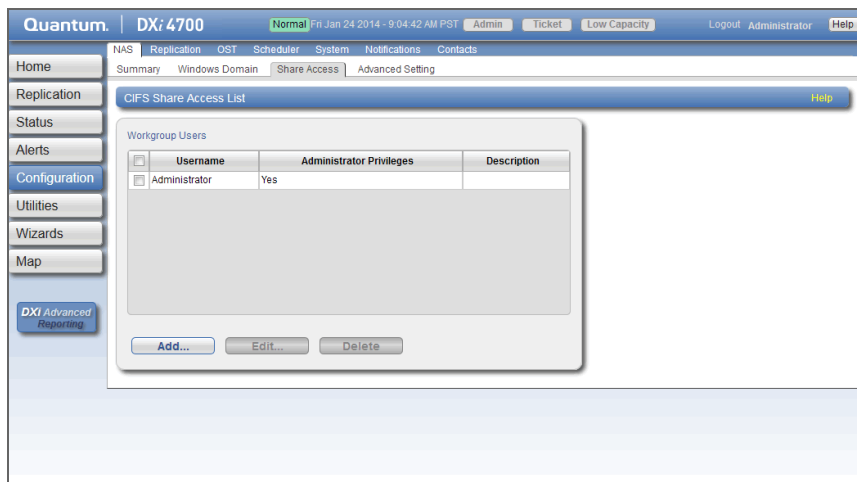 Quantum. DXi 4700 Normal Fri Jan 24 2014 - 9:04:42 AM PST Admin Ticket Low Capacity Logout Administrator Help
NAS Replication OST Scheduler System Notifications Contacts
Summary Windows Domain Share Access Advanced Setting
Home
Replication
Status
Alerts
Configuration
Utilities
Wizards
Map
DXi Advanced
Reporting
CIFS Share Access List Help
Workgroup Users
Username Administrator Privileges Description
Administrator Yes
Add... Edit... Delete